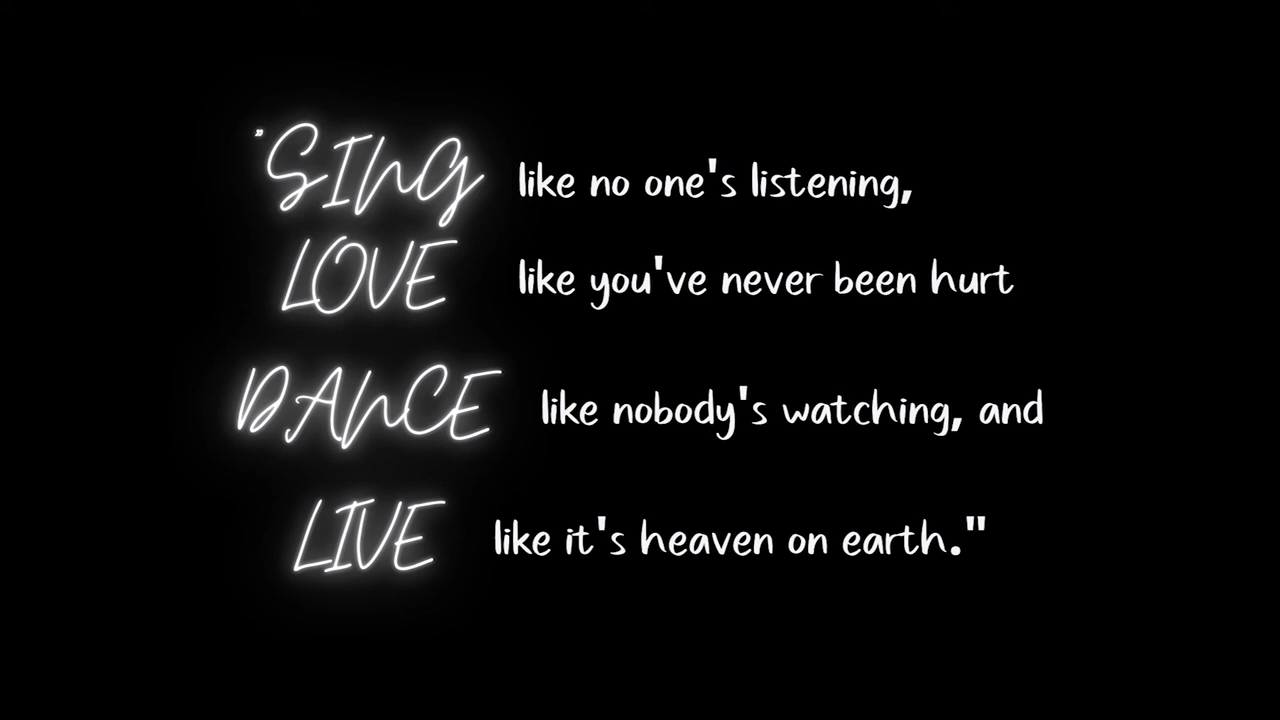 "SING like no one's listening,
LOVE like you've never been hurt
DANCE like nobody's watching, and
LIVE like it's heaven on earth."